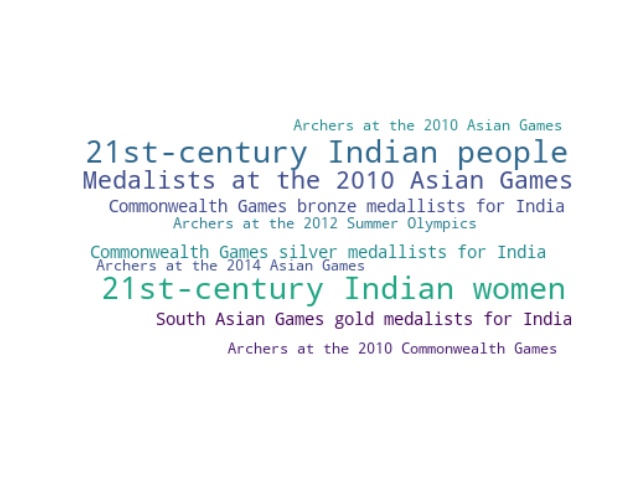 Archers at the 2010 Asian Games
21st-century Indian people
Medalists at the 2010 Asian Games
Commonwealth Games bronze medallists for India
Archers at the 2012 Summer Olympics
Commonwealth Games silver medallists for India
Archers at the 2014 Asian Games
21st-century Indian women
South Asian Games gold medalists for India
Archers at the 2010 Commonwealth Games